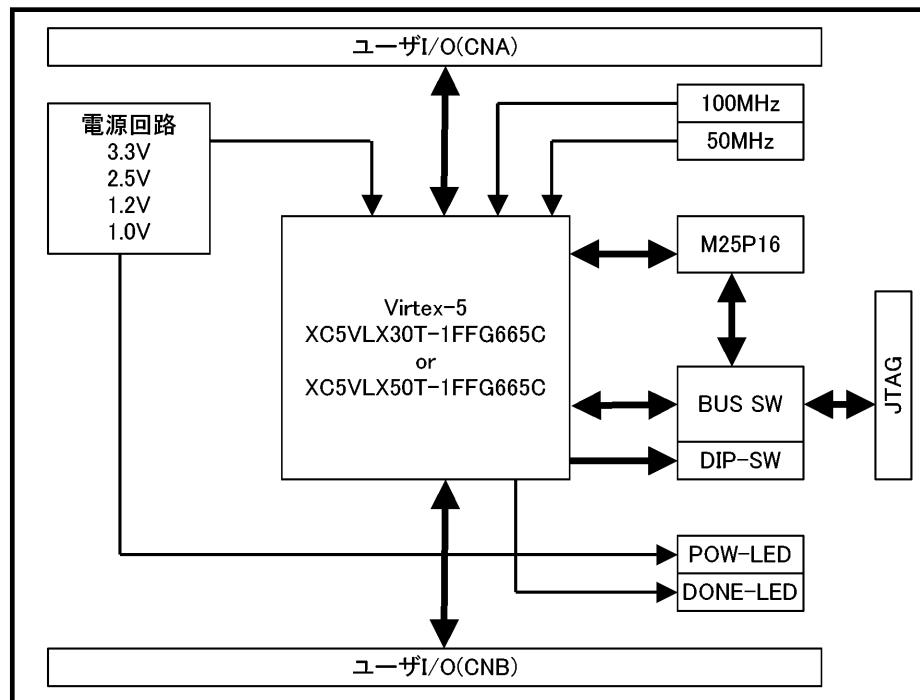 ユーザI/O(CNA)
電源回路
3.3V
2.5V
1.2V
1.0V
100MHz
50MHz
M25P16
Virtex-5
XC5VLX30T-1FFG665C
or
XC5VLX50T-1FFG665C
BUS SW
DIP-SW
JTAG
POW-LED
DONE-LED
ユーザI/O(CNB)